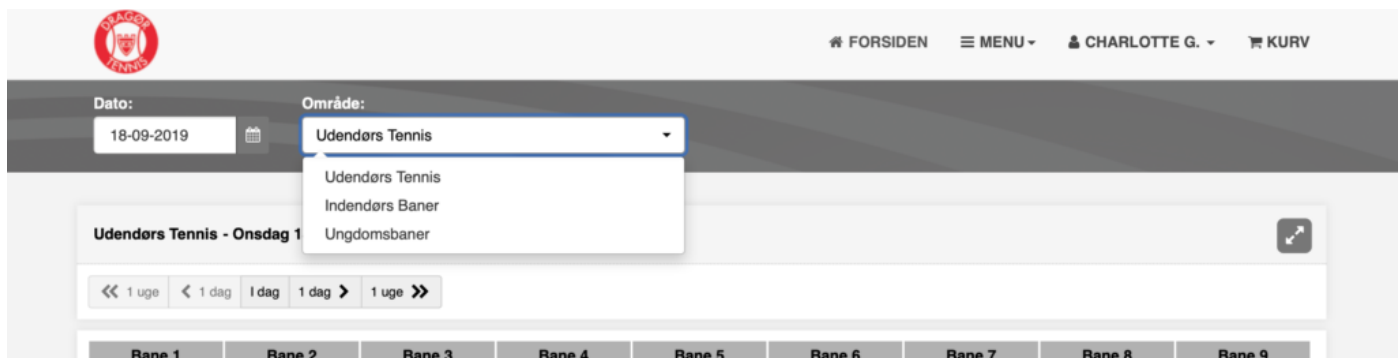 DRAGØR
TENNIS
FORSIDEN
MENU
CHARLOTTE G.
KURV
Dato:
Område:
18-09-2019
Udendørs Tennis
Udendørs Tennis
Indendørs Baner
Ungdomsbaner
Udendørs Tennis - Onsdag 1
1 uge
1 dag
I dag
1 dag
1 uge
Bane 1
Bane 2
Bane 3
Bane 4
Bane 5
Bane 6
Bane 7
Bane 8
Bane 9